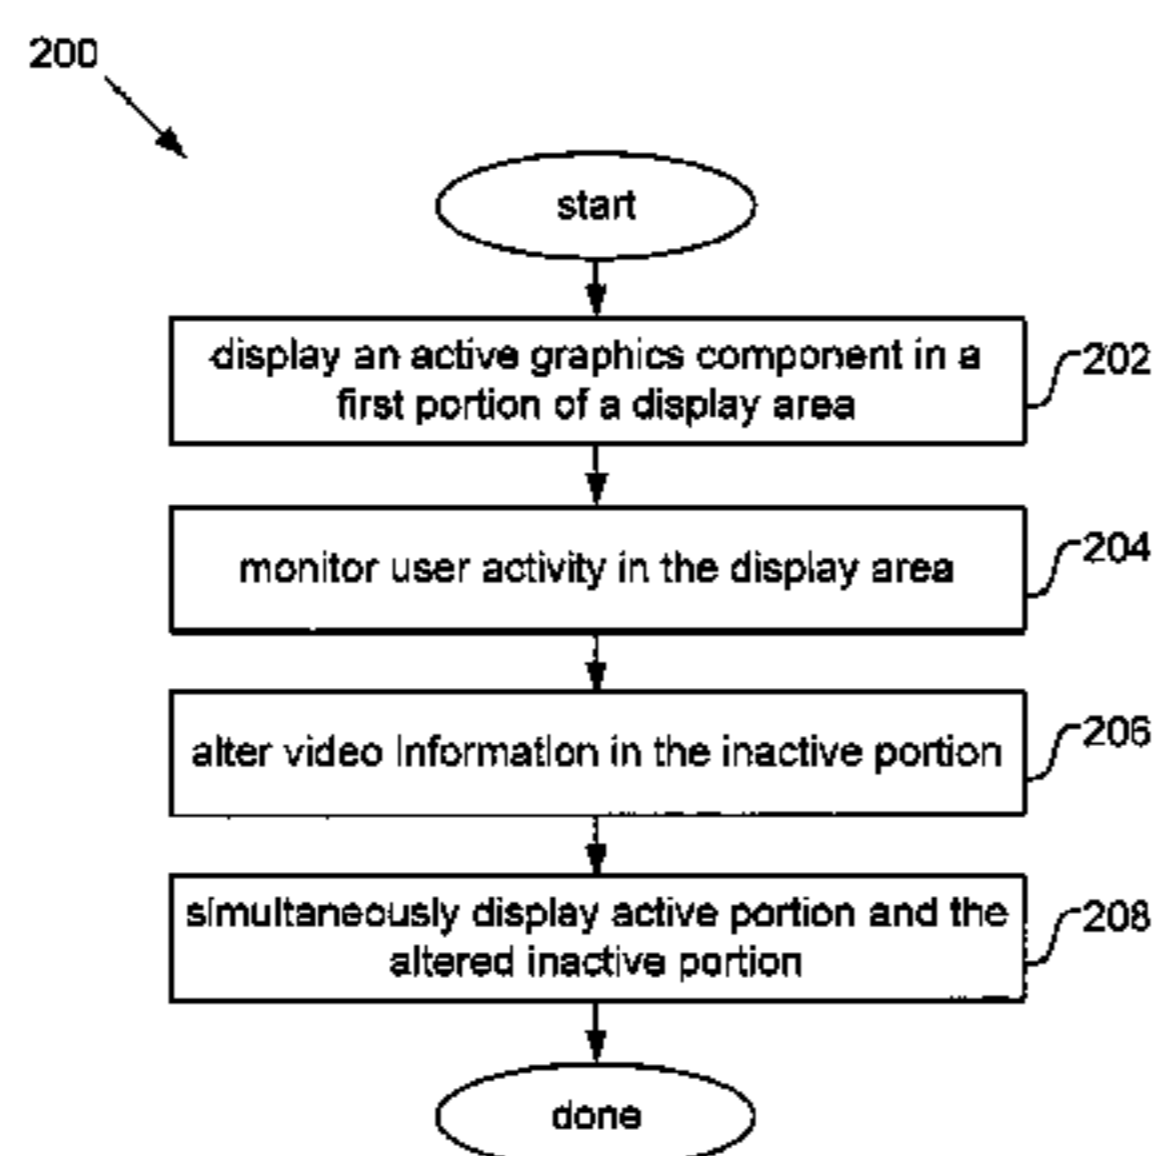 200
start
display an active graphics component in a
first portion of a display area
202
monitor user activity in the display area
204
alter video information in the inactive portion
206
simultaneously display active portion and the
altered inactive portion
208
done